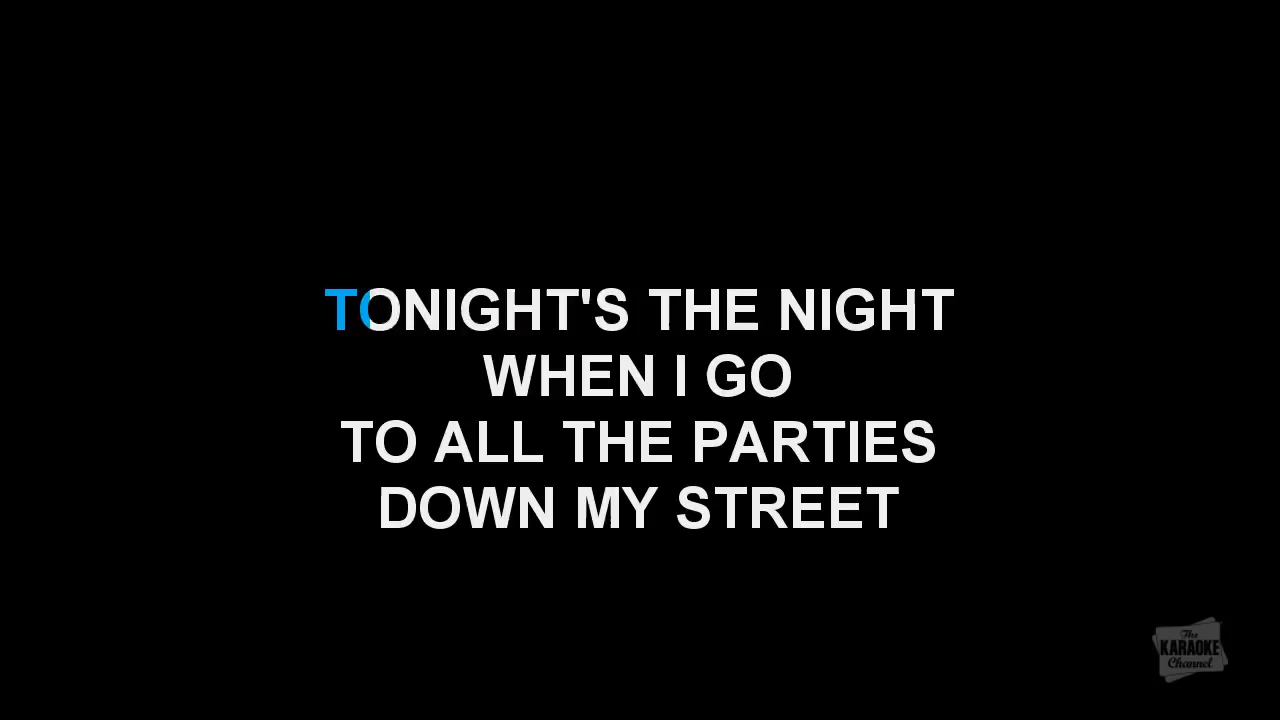 TONIGHT'S THE NIGHT
WHEN I GO
TO ALL THE PARTIES
DOWN MY STREET
The
KARAOKE
Channel